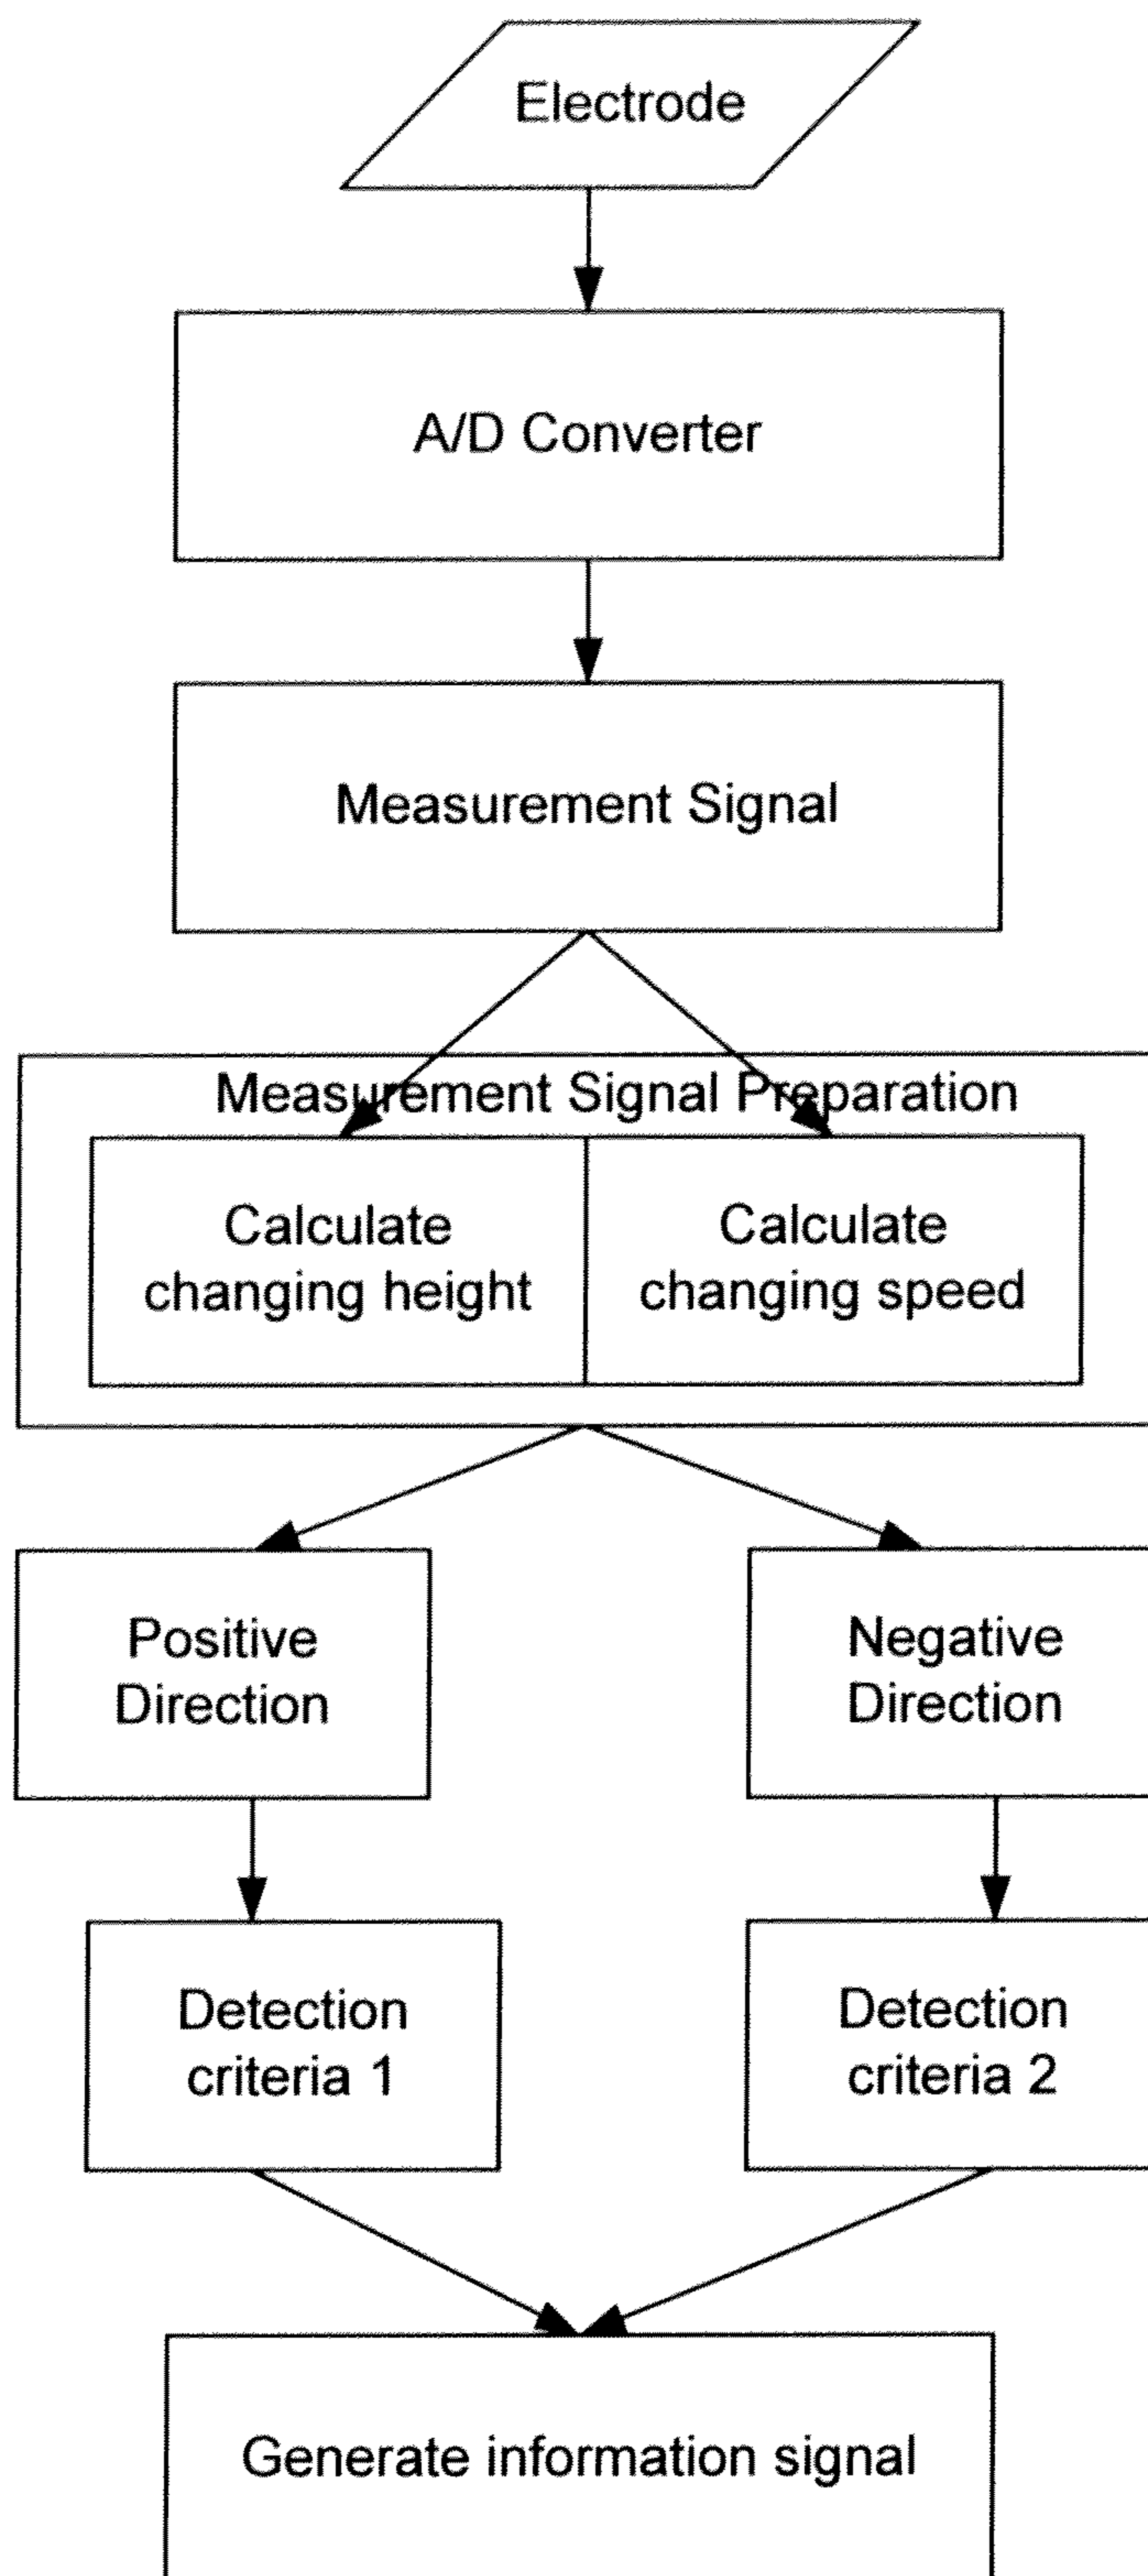 Electrode
A/D Converter
Measurement Signal
Measurement Signal Preparation
Calculate
changing height
Calculate
changing speed
Positive
Direction
Negative
Direction
Detection
criteria 1
Detection
criteria 2
Generate information signal